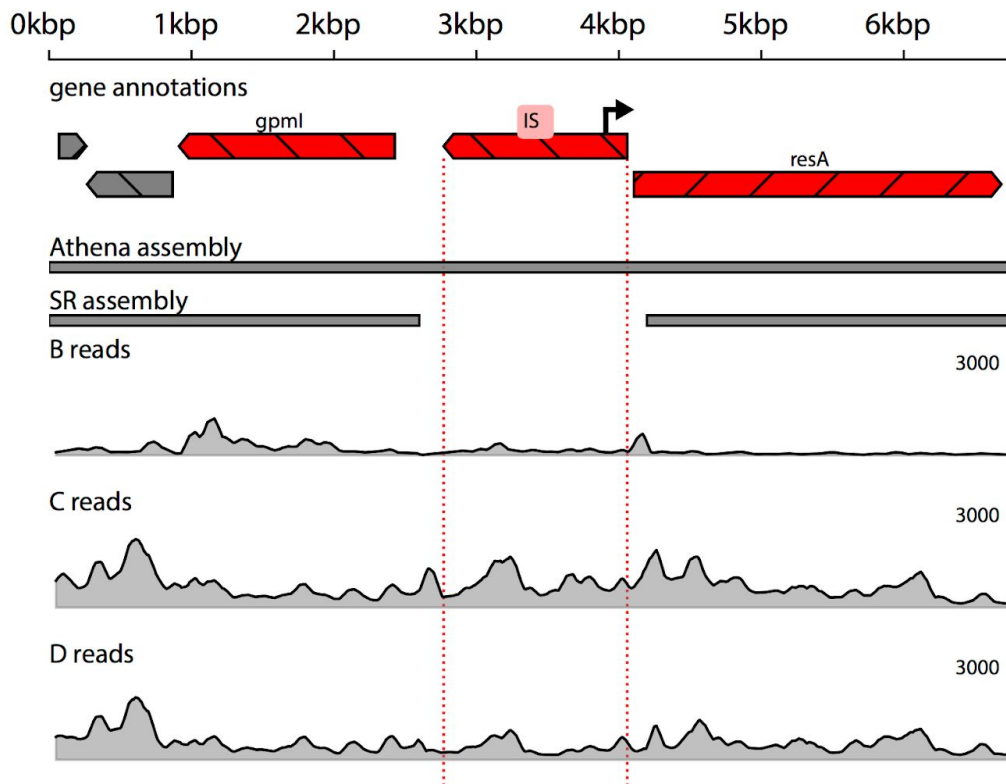 0kbp 1kbp 2kbp 3kbp 4kbp 5kbp 6kbp
gene annotations
gpmI IS
resA
Athena assembly
SR assembly
B reads
3000
C reads
3000
D reads
3000